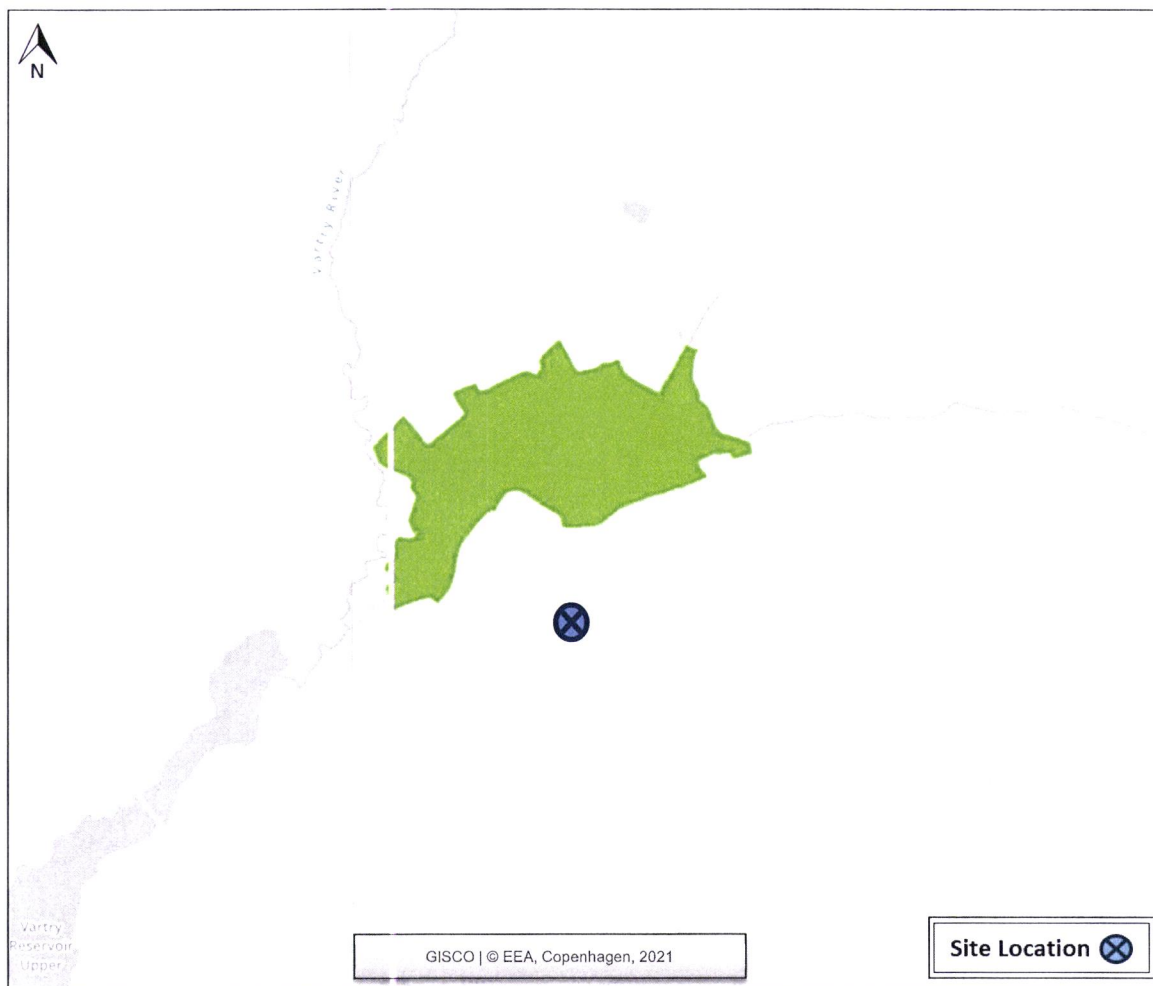 N
Vartry River
Vartry
Reservoir
Upper
GISCO | © EEA, Copenhagen, 2021
Site Location